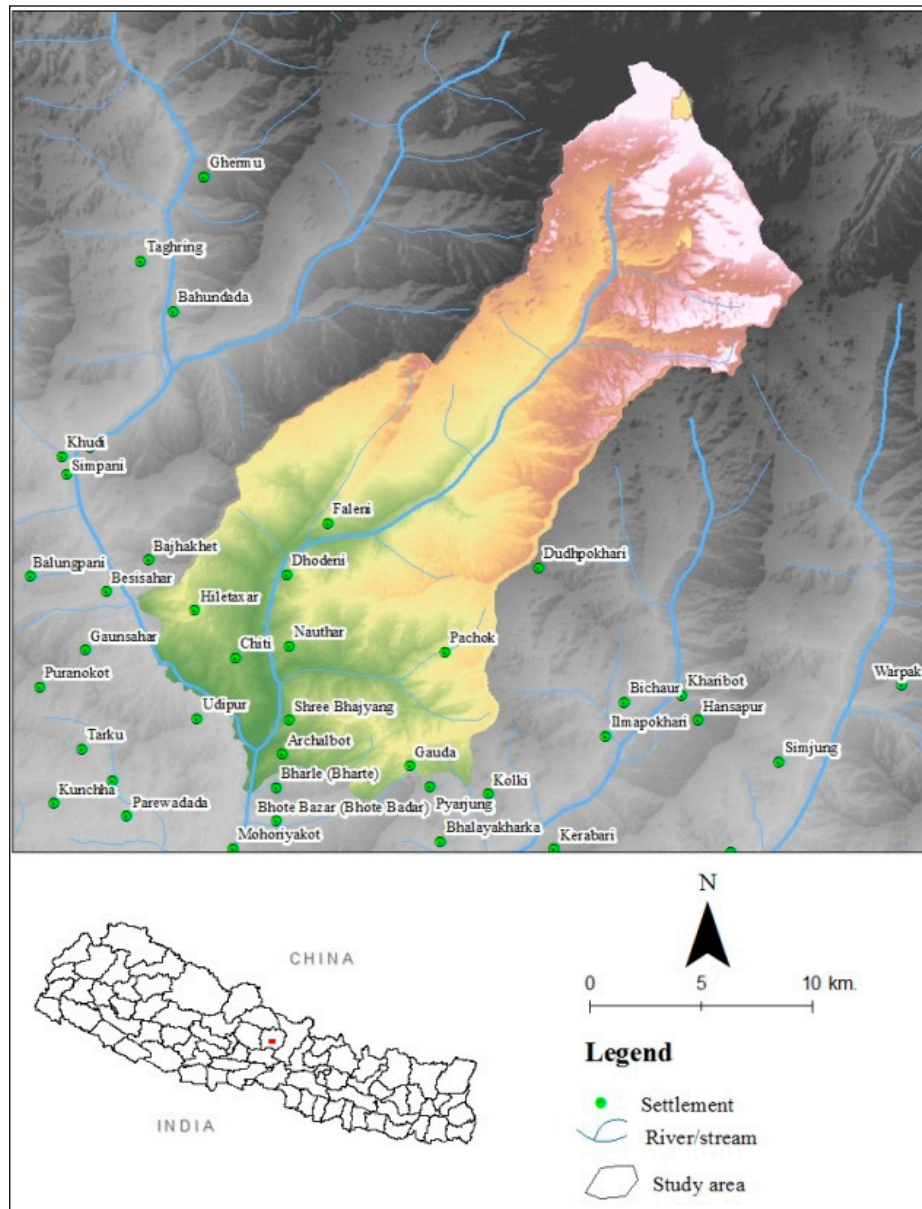 Ghermu
Taghring
Bahundada
Khudi
Simpani
Faleni
Bajhakhet
Dudhpokhari
Balungpani
Dhodeni
Besisahar
Hiletaxar
Gaunsahar
Nauthar
Chiti
Pachok
Puranokot
Warpak
Kharibot
Bichaur
Udipur
Shree Bhajyang
Hansapur
Ilmapokhari
Tarku
Archalbot
Simjung
Gauda
Bharle (Bharte)
Kolki
Kunchha
Parewadada
Pyarjung
Bhote Bazar (Bhote Badar)
Mohoriyakot
Bhalayakharka
Kerabari
N
CHINA
0 5 10 km.
Legend
Settlement
INDIA
River/stream
Study area